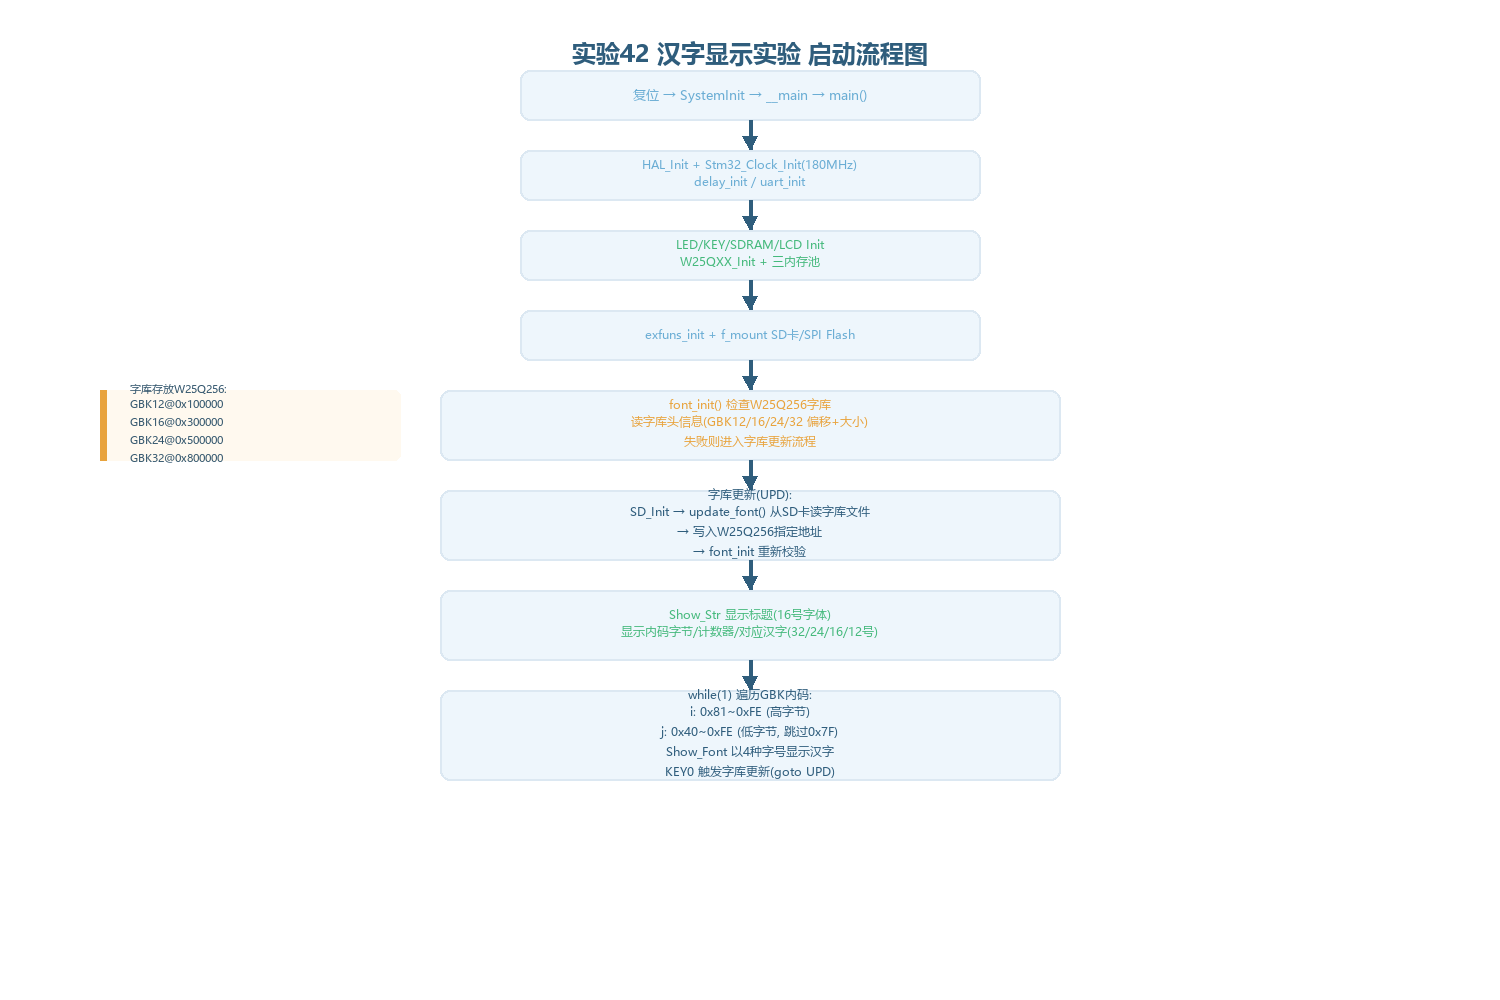 实验42 汉字显示实验 启动流程图
复位 → SystemInit → __main → main()
HAL_Init + Stm32_Clock_Init(180MHz)
delay_init / uart_init
LED/KEY/SDRAM/LCD Init
W25QXX_Init + 三内存池
exfuns_init + f_mount SD卡/SPI Flash
字库存放W25Q256:
GBK12@0x100000
GBK16@0x300000
GBK24@0x500000
GBK32@0x800000
font_init() 检查W25Q256字库
读字库头信息(GBK12/16/24/32 偏移+大小)
失败则进入字库更新流程
字库更新(UPD):
SD_Init → update_font() 从SD卡读字库文件
→ 写入W25Q256指定地址
→ font_init 重新校验
Show_Str 显示标题(16号字体)
显示内码字节/计数器/对应汉字(32/24/16/12号)
while(1) 遍历GBK内码:
i: 0x81~0xFE (高字节)
j: 0x40~0xFE (低字节, 跳过0x7F)
Show_Font 以4种字号显示汉字
KEY0 触发字库更新(goto UPD)